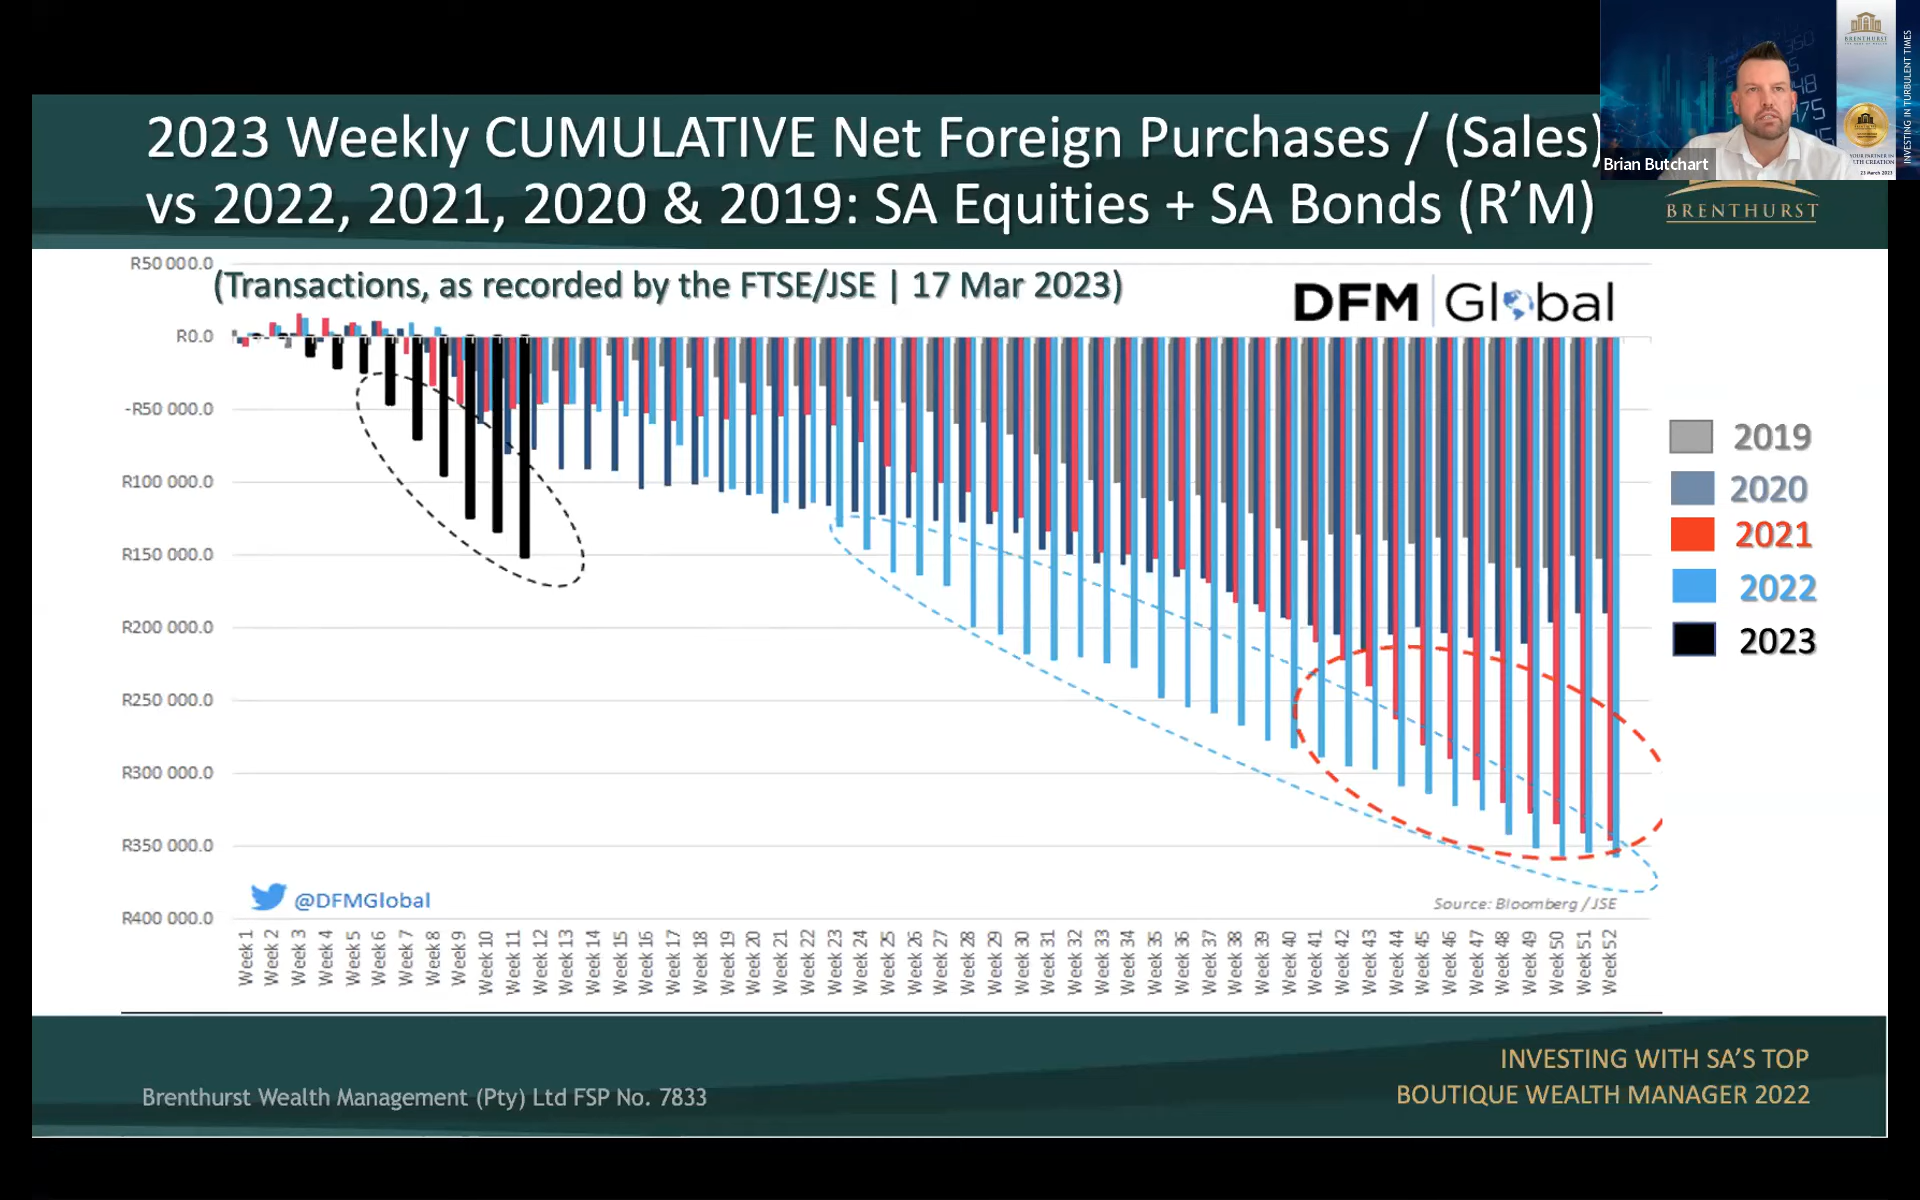 2023 Weekly CUMULATIVE Net Foreign Purchases / (Sales)
vs 2022, 2021, 2020 & 2019: SA Equities + SA Bonds (R'M)
Brian Butchart
BRENTHURST
INVESTING IN TURBULENT TIMES
BRENTHURST
23 March 2023
(Transactions, as recorded by the FTSE/JSE | 17 Mar 2023)
DFM Global
R50 000.0
R0.0
-R50 000.0
R100 000.0
R150 000.0
R200 000.0
R250 000.0
R300 000.0
R350 000.0
R400 000.0
2019
2020
2021
2022
2023
@DFMGlobal
Source: Bloomberg / JSE
Week 1
Week 2
Week 3
Week 4
Week 5
Week 6
Week 7
Week 8
Week 9
Week 10
Week 11
Week 12
Week 13
Week 14
Week 15
Week 16
Week 17
Week 18
Week 19
Week 20
Week 21
Week 22
Week 23
Week 24
Week 25
Week 26
Week 27
Week 28
Week 29
Week 30
Week 31
Week 32
Week 33
Week 34
Week 35
Week 36
Week 37
Week 38
Week 39
Week 40
Week 41
Week 42
Week 43
Week 44
Week 45
Week 46
Week 47
Week 48
Week 49
Week 50
Week 51
Week 52
Brenthurst Wealth Management (Pty) Ltd FSP No. 7833
INVESTING WITH SA'S TOP
BOUTIQUE WEALTH MANAGER 2022